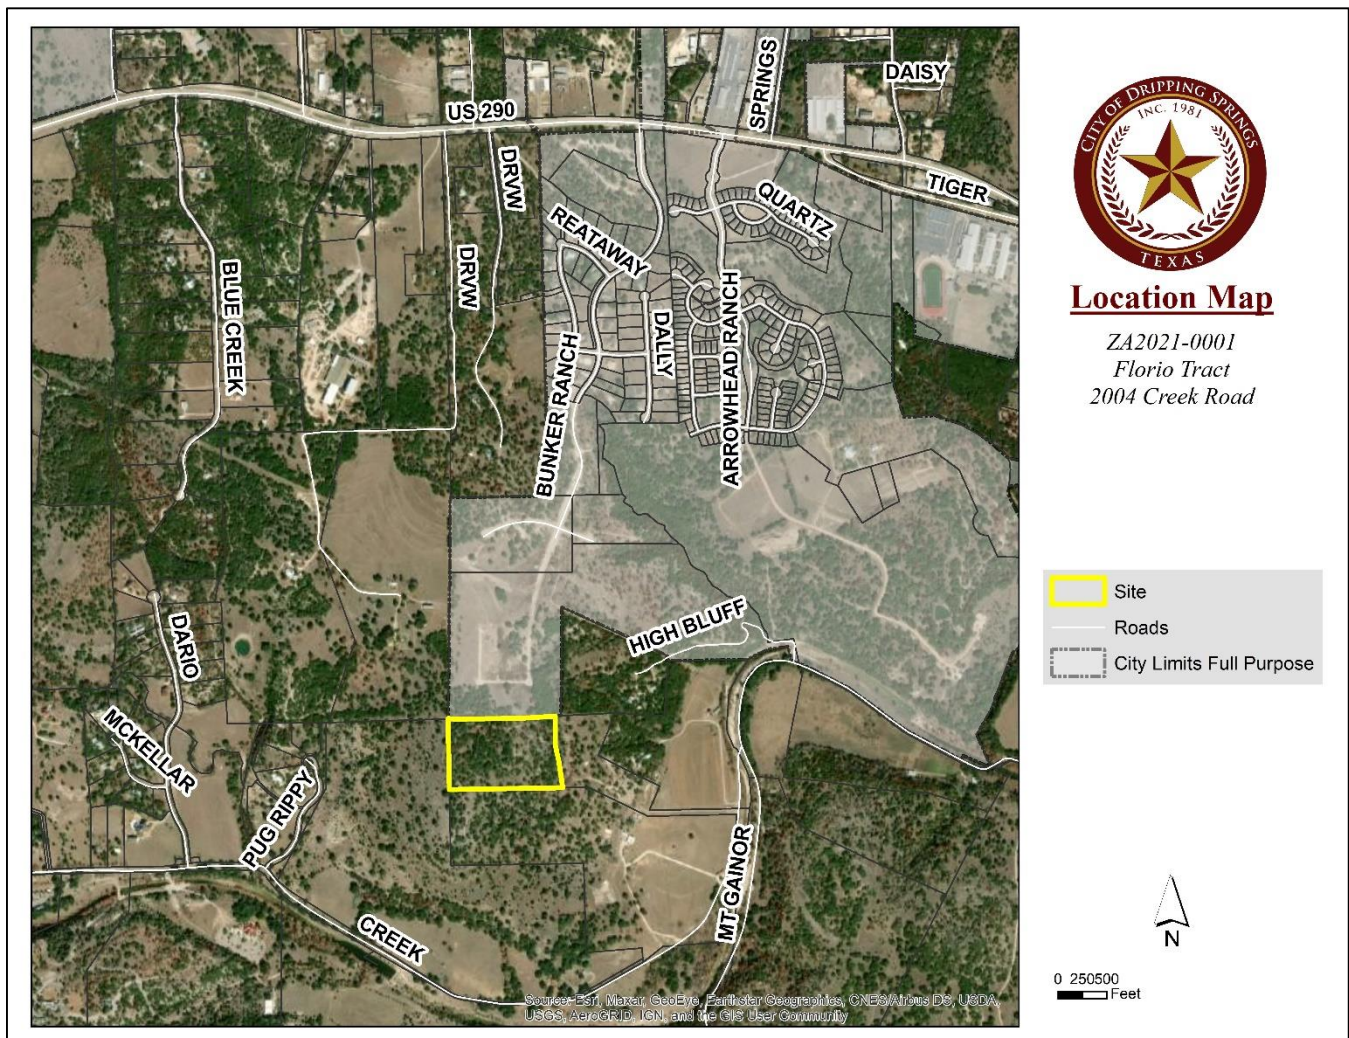 US 290
SPRINGS
DAISY
TIGER
DRVW
DRVW
QUARTZ
REATAWAY
BLUE CREEK
DALLY
ARROWHEAD RANCH
BUNKER RANCH
HIGH BLUFF
DARIO
MCKELLAR
PUG RIPPY
MT GAINOR
CREEK
Source: Esri, Maxar, GeoEye, Earthstar Geographics, CNES/Airbus DS, USDA,
USGS, AeroGRID, IGN, and the GIS User Community
CITY OF DRIPPING SPRINGS
INC. 1981
TEXAS
Location Map
ZA2021-0001
Florio Tract
2004 Creek Road
Site
Roads
City Limits Full Purpose
N
0 250500
Feet